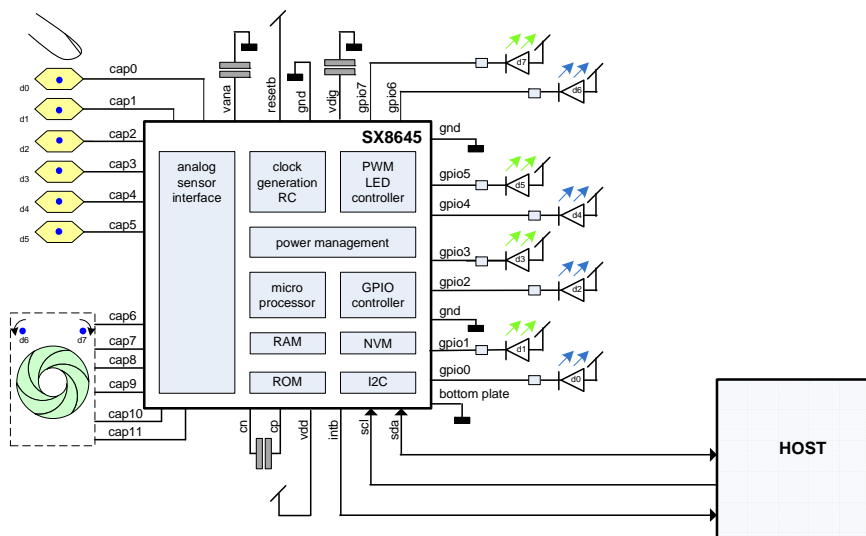 cap0
d0
cap1
d1
cap2
d2
cap3
d3
cap4
d4
cap5
d5
cap6
d6
d7
cap7
cap8
cap9
cap10
cap11
vana
resetb
gnd
vdig
gpio7
gpio6
SX8645
analog
sensor
interface
clock
generation
RC
PWM
LED
controller
power management
micro
processor
GPIO
controller
RAM
NVM
ROM
I2C
d7
d6
gnd
gpio5
d5
gpio4
d4
gpio3
d3
gpio2
d2
gnd
gpio1
d1
gpio0
d0
bottom plate
cn
cp
vdd
intb
scl
sda
HOST